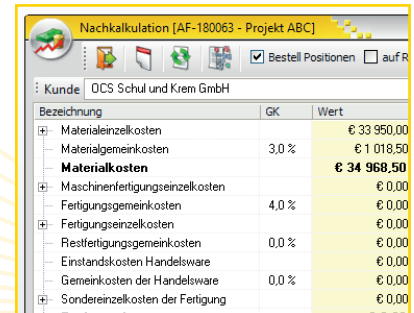 Nachkalkulation [AF-180063 - Projekt ABC]
Bestell Positionen auf R
Kunde OCS Schul und Krem GmbH
Bezeichnung GK Wert
Materialeinzelkosten € 33 950,00
Materialgemeinkosten 3,0 % € 1 018,50
Materialkosten € 34 968,50
Maschinenfertigungseinzelkosten € 0,00
Fertigungsgemeinkosten 4,0 % € 0,00
Fertigungseinzelkosten € 0,00
Restfertigungsgemeinkosten 0,0 % € 0,00
Einstandskosten Handelsware € 0,00
Gemeinkosten der Handelsware 0,0 % € 0,00
Sondereinzelkosten der Fertigung € 0,00